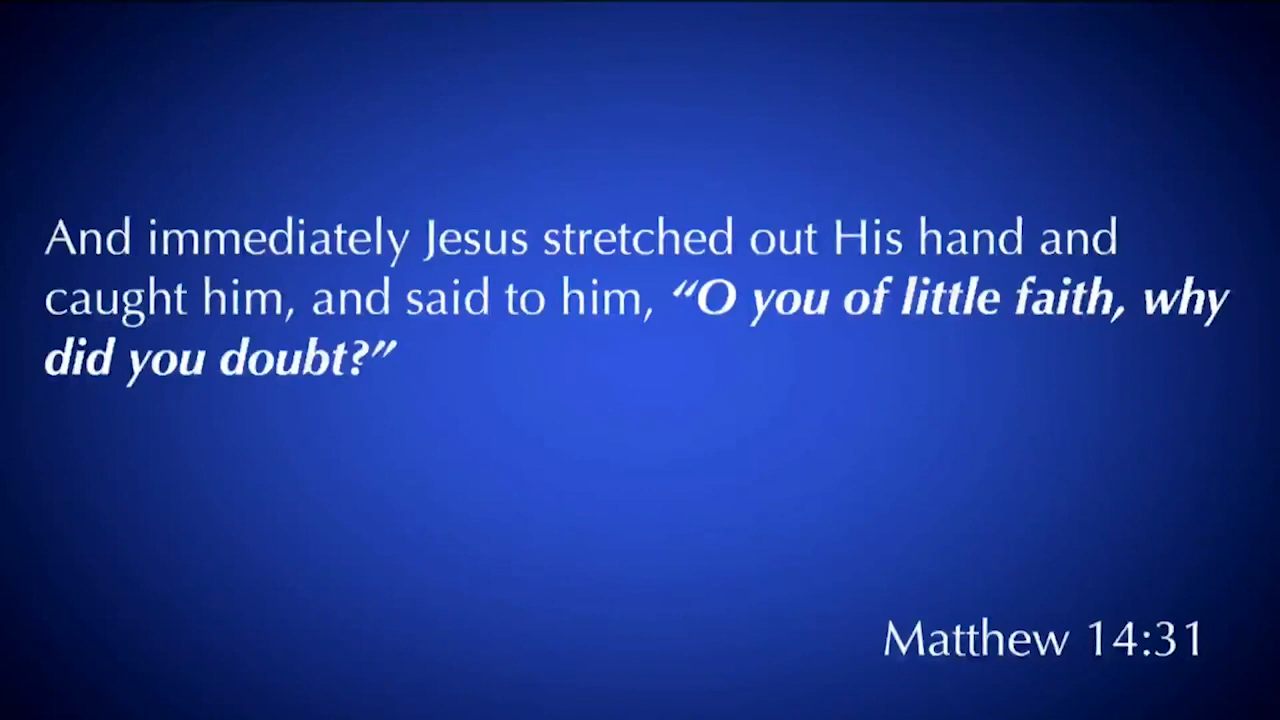 And immediately Jesus stretched out His hand and
caught him, and said to him, “O you of little faith, why
did you doubt?”
Matthew 14:31